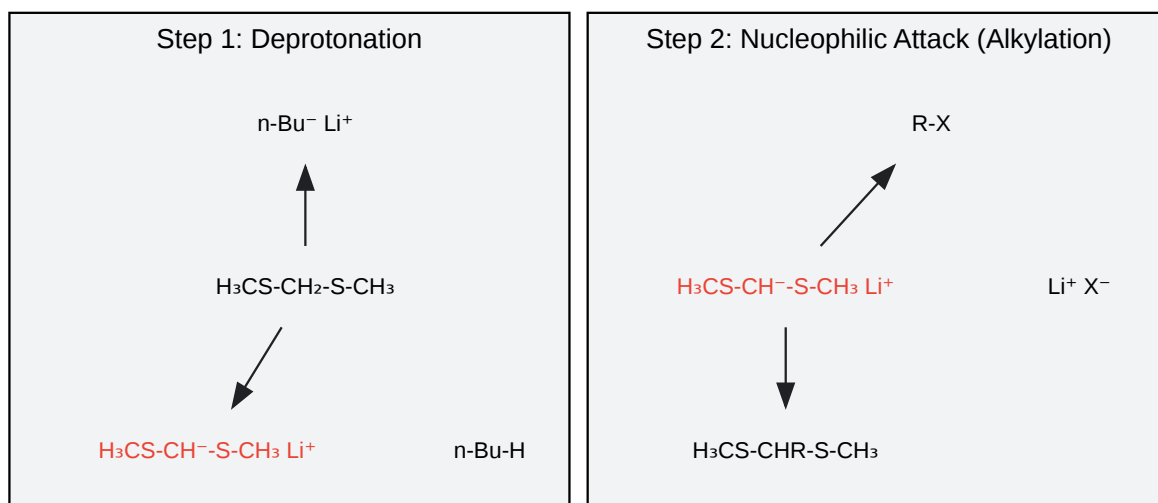 Step 1: Deprotonation
n-Bu⁻ Li⁺
H₃CS-CH₂-S-CH₃
H₃CS-CH⁻-S-CH₃ Li⁺
n-Bu-H
Step 2: Nucleophilic Attack (Alkylation)
R-X
H₃CS-CH⁻-S-CH₃ Li⁺
Li⁺ X⁻
H₃CS-CHR-S-CH₃